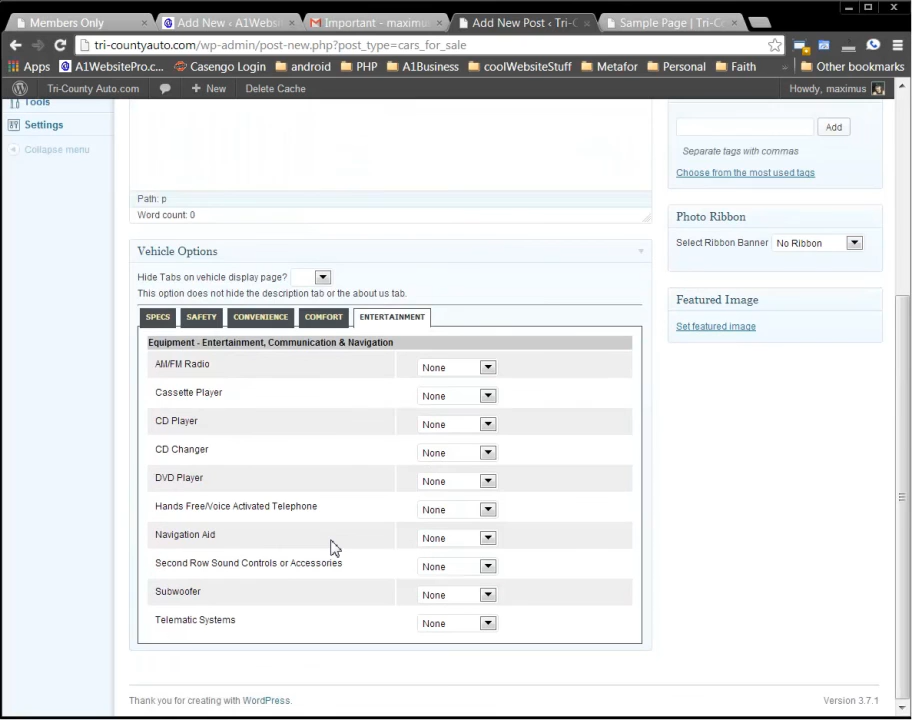 Members Only
Add New ‹ A1Websi
Important - maximu
Add New Post ‹ Tri-C
Sample Page | Tri-Co
tri-countyauto.com/wp-admin/post-new.php?post_type=cars_for_sale
Apps A1WebsitePro.c... Casengo Login android PHP A1Business coolWebsiteStuff Metafor Personal Faith » Other bookmarks
Tri-County Auto.com + New Delete Cache Howdy, maximus
Tools
Settings
Collapse menu
Path: p
Word count: 0
Vehicle Options
Hide Tabs on vehicle display page?
This option does not hide the description tab or the about us tab.
SPECS SAFETY CONVENIENCE COMFORT ENTERTAINMENT
Equipment - Entertainment, Communication & Navigation
AM/FM Radio None
Cassette Player None
CD Player None
CD Changer None
DVD Player None
Hands Free/Voice Activated Telephone None
Navigation Aid None
Second Row Sound Controls or Accessories None
Subwoofer None
Telematic Systems None
Add
Separate tags with commas
Choose from the most used tags
Photo Ribbon
Select Ribbon Banner No Ribbon
Featured Image
Set featured image
Thank you for creating with WordPress. Version 3.7.1